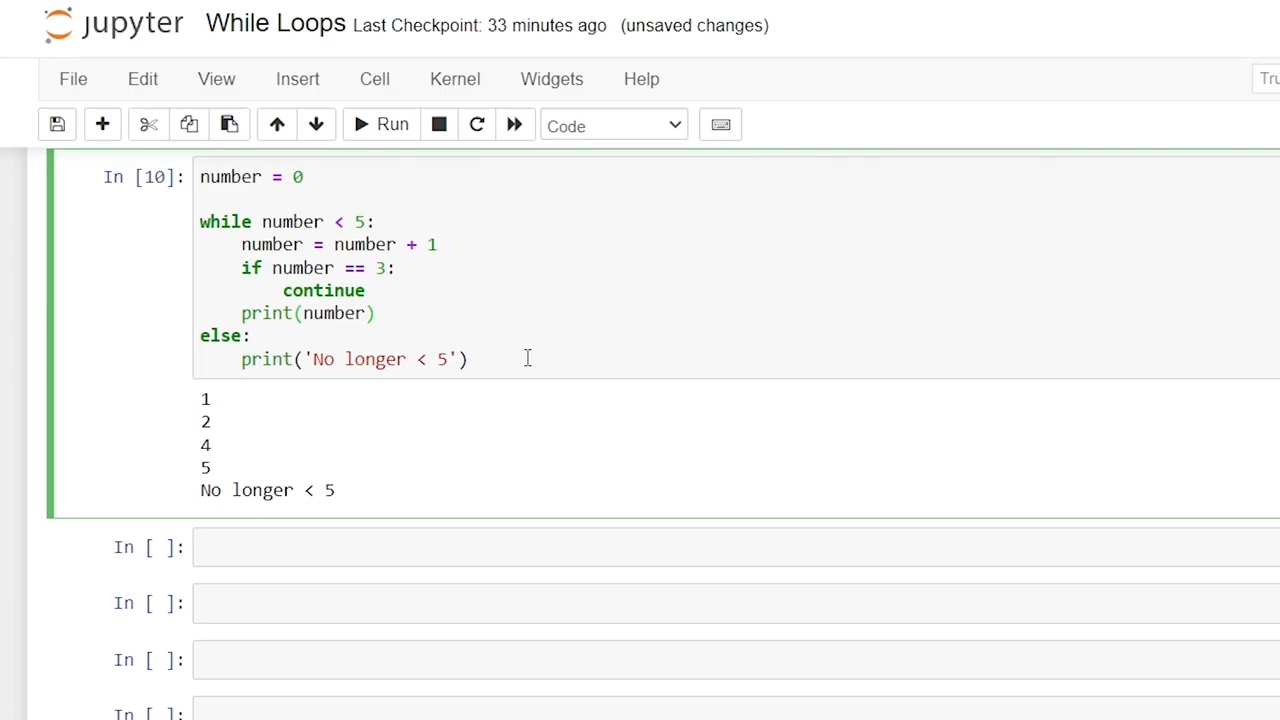 jupyter While Loops Last Checkpoint: 33 minutes ago (unsaved changes)
File Edit View Insert Cell Kernel Widgets Help Tru
Run Code
In [10]: number = 0
while number < 5:
    number = number + 1
    if number == 3:
        continue
    print(number)
else:
    print('No longer < 5')
1
2
4
5
No longer < 5
In [ ]:
In [ ]:
In [ ]:
In [ ]: